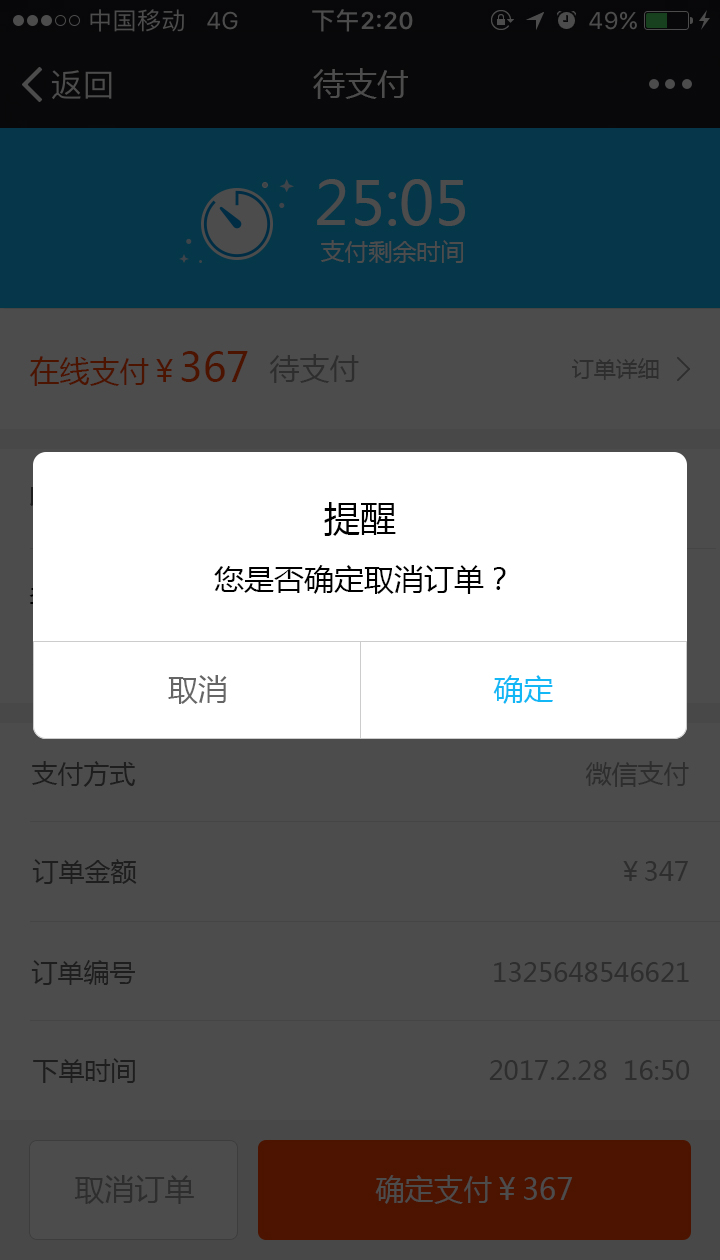 中国移动 4G 下午2:20 49%
返回 待支付
25:05
支付剩余时间
在线支付¥367 待支付 订单详细
提醒
您是否确定取消订单？
取消 确定
支付方式 微信支付
订单金额 ¥347
订单编号 1325648546621
下单时间 2017.2.28 16:50
取消订单 确定支付¥367